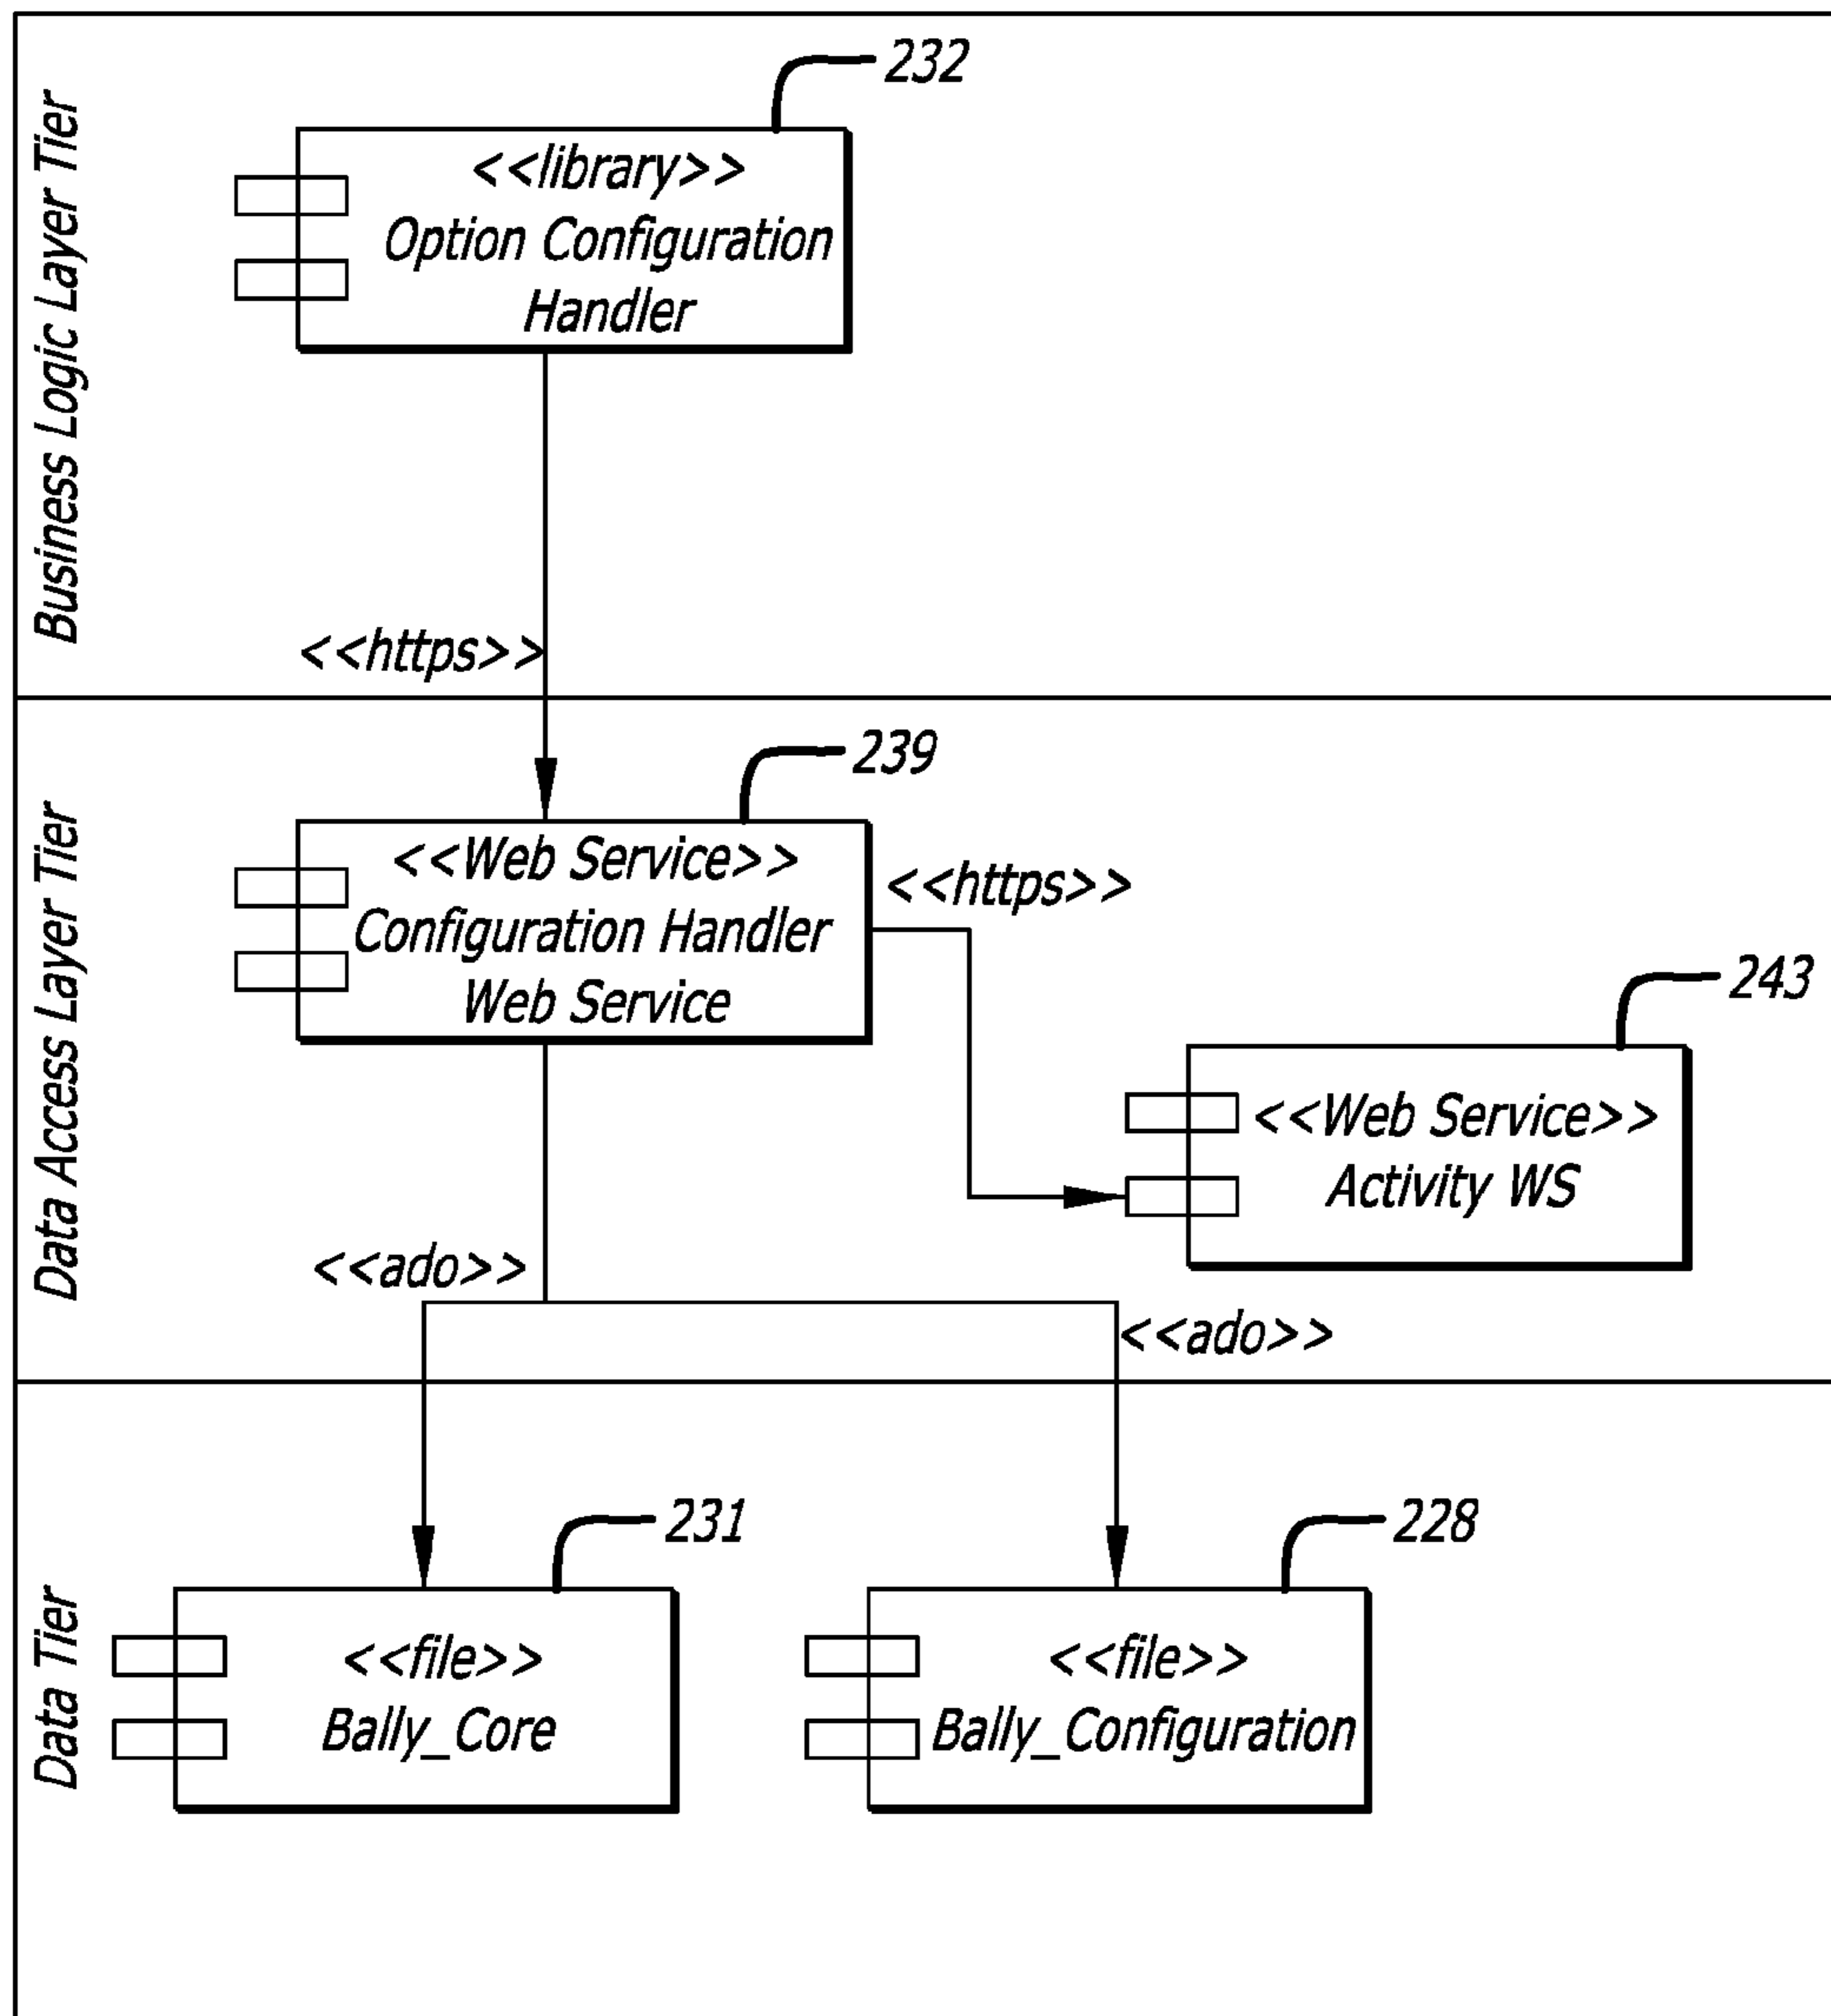 Business Logic Layer Tier
232
<<library>>
Option Configuration
Handler
<<https>>
Data Access Layer Tier
239
<<Web Service>>
Configuration Handler
Web Service
<<https>>
243
<<Web Service>>
Activity WS
<<ado>>
<<ado>>
Data Tier
231
<<file>>
Bally_Core
228
<<file>>
Bally_Configuration